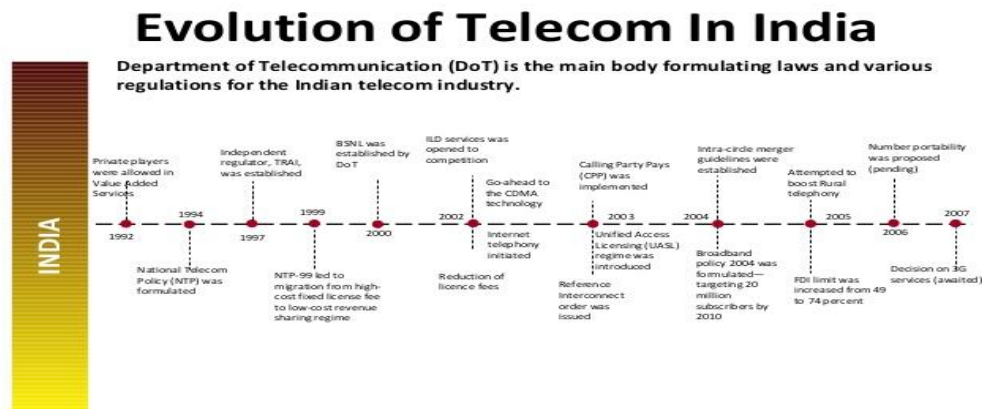 Evolution of Telecom In India
Department of Telecommunication (DoT) is the main body formulating laws and various
regulations for the Indian telecom industry.
INDIA
Private players
were allowed in
Value Added
Services
1992
1994
National Telecom
Policy (NTP) was
formulated
Independent
regulator, TRAI,
was established
1997
1999
NTP-99 led to
migration from high-
cost fixed license fee
to low-cost revenue
sharing regime
BSNL was
established by
DoT
2000
ILD services was
opened to
competition
Go-ahead to
the CDMA
technology
2002
Internet
telephony
initiated
Reduction of
licence fees
Calling Party Pays
(CPP) was
implemented
2003
Unified Access
Licensing (UASL)
regime was
introduced
Reference
Interconnect
order was
issued
Intra-circle merger
guidelines were
established
2004
Broadband
policy 2004 was
formulated—
targeting 20
million
subscribers by
2010
Attempted to
boost Rural
telephony
2005
FDI limit was
increased from 49
to 74 percent
Number portability
was proposed
(pending)
2006
2007
Decision on 3G
services (awaited)